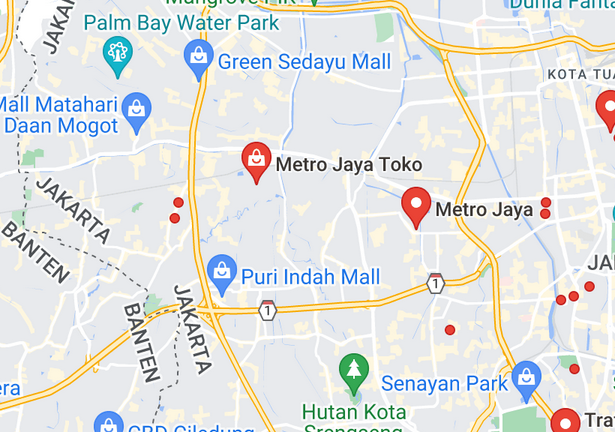 Mangrove PIK
Dunia Fanta
Palm Bay Water Park
JAKA
Green Sedayu Mall
KOTA TUA
Mall Matahari
Daan Mogot
Metro Jaya Toko
JAKARTA
BANTEN
Metro Jaya
Puri Indah Mall
JA
1
1
JAKARTA
BANTEN
era
Senayan Park
Hutan Kota
Srengseng
CBD Ciledug
Tra